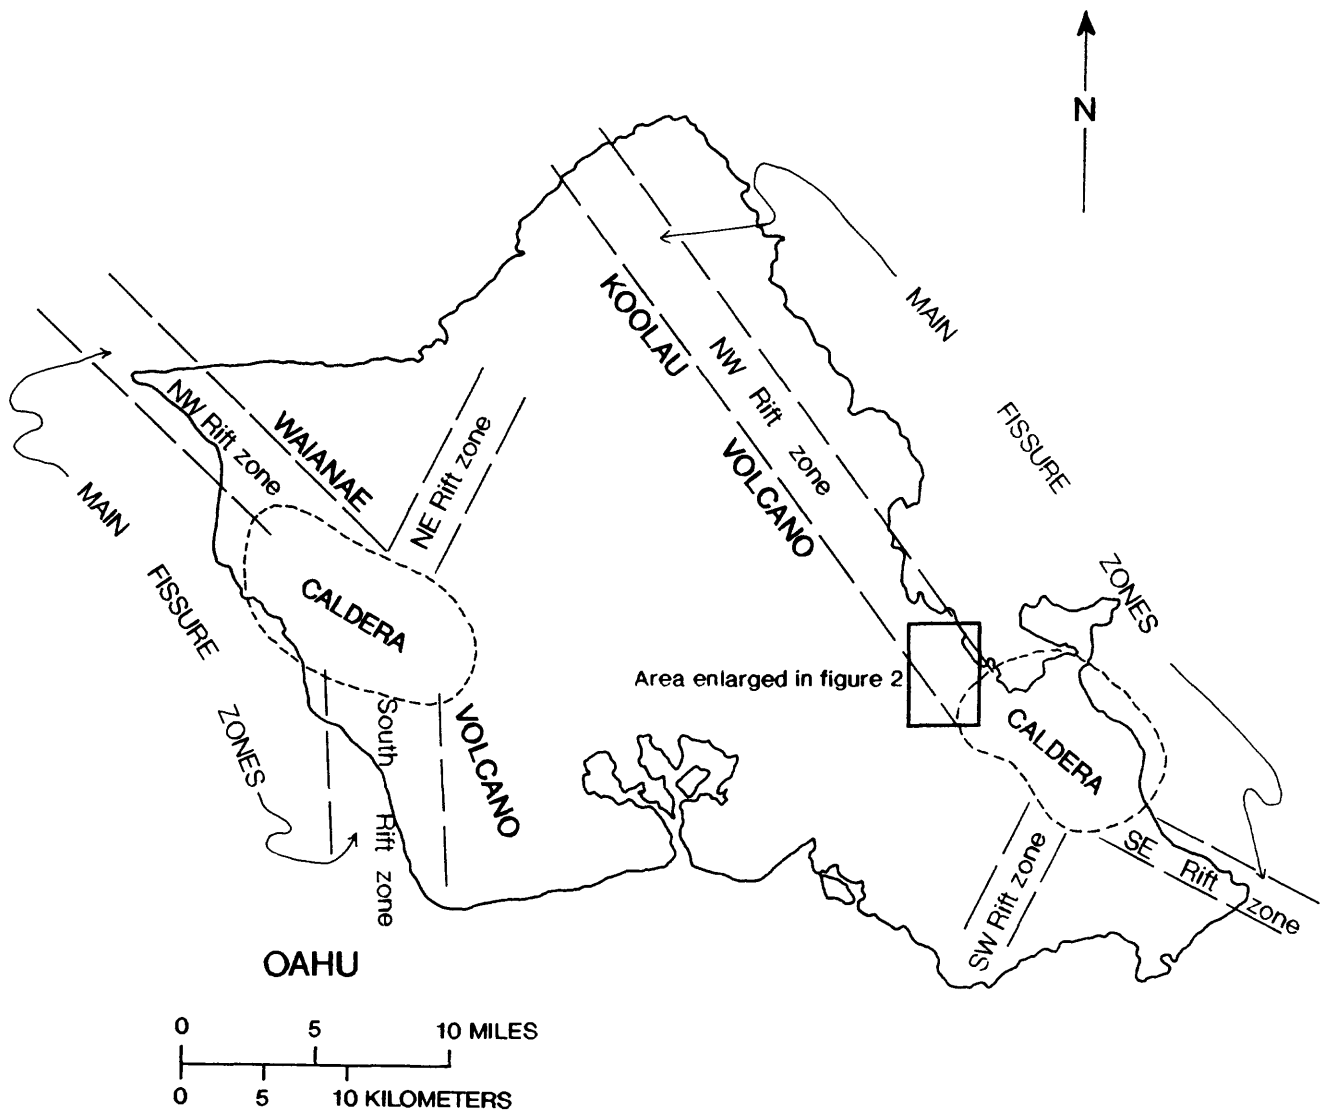 N
KOOLAU
VOLCANO
NW Rift zone
MAIN
FISSURE
ZONES
NW Rift zone
WAIANAE
VOLCANO
NE Rift zone
CALDERA
MAIN
FISSURE
ZONES
South Rift zone
Area enlarged in figure 2
CALDERA
SW Rift zone
SE Rift zone
OAHU
0 5 10 MILES
0 5 10 KILOMETERS